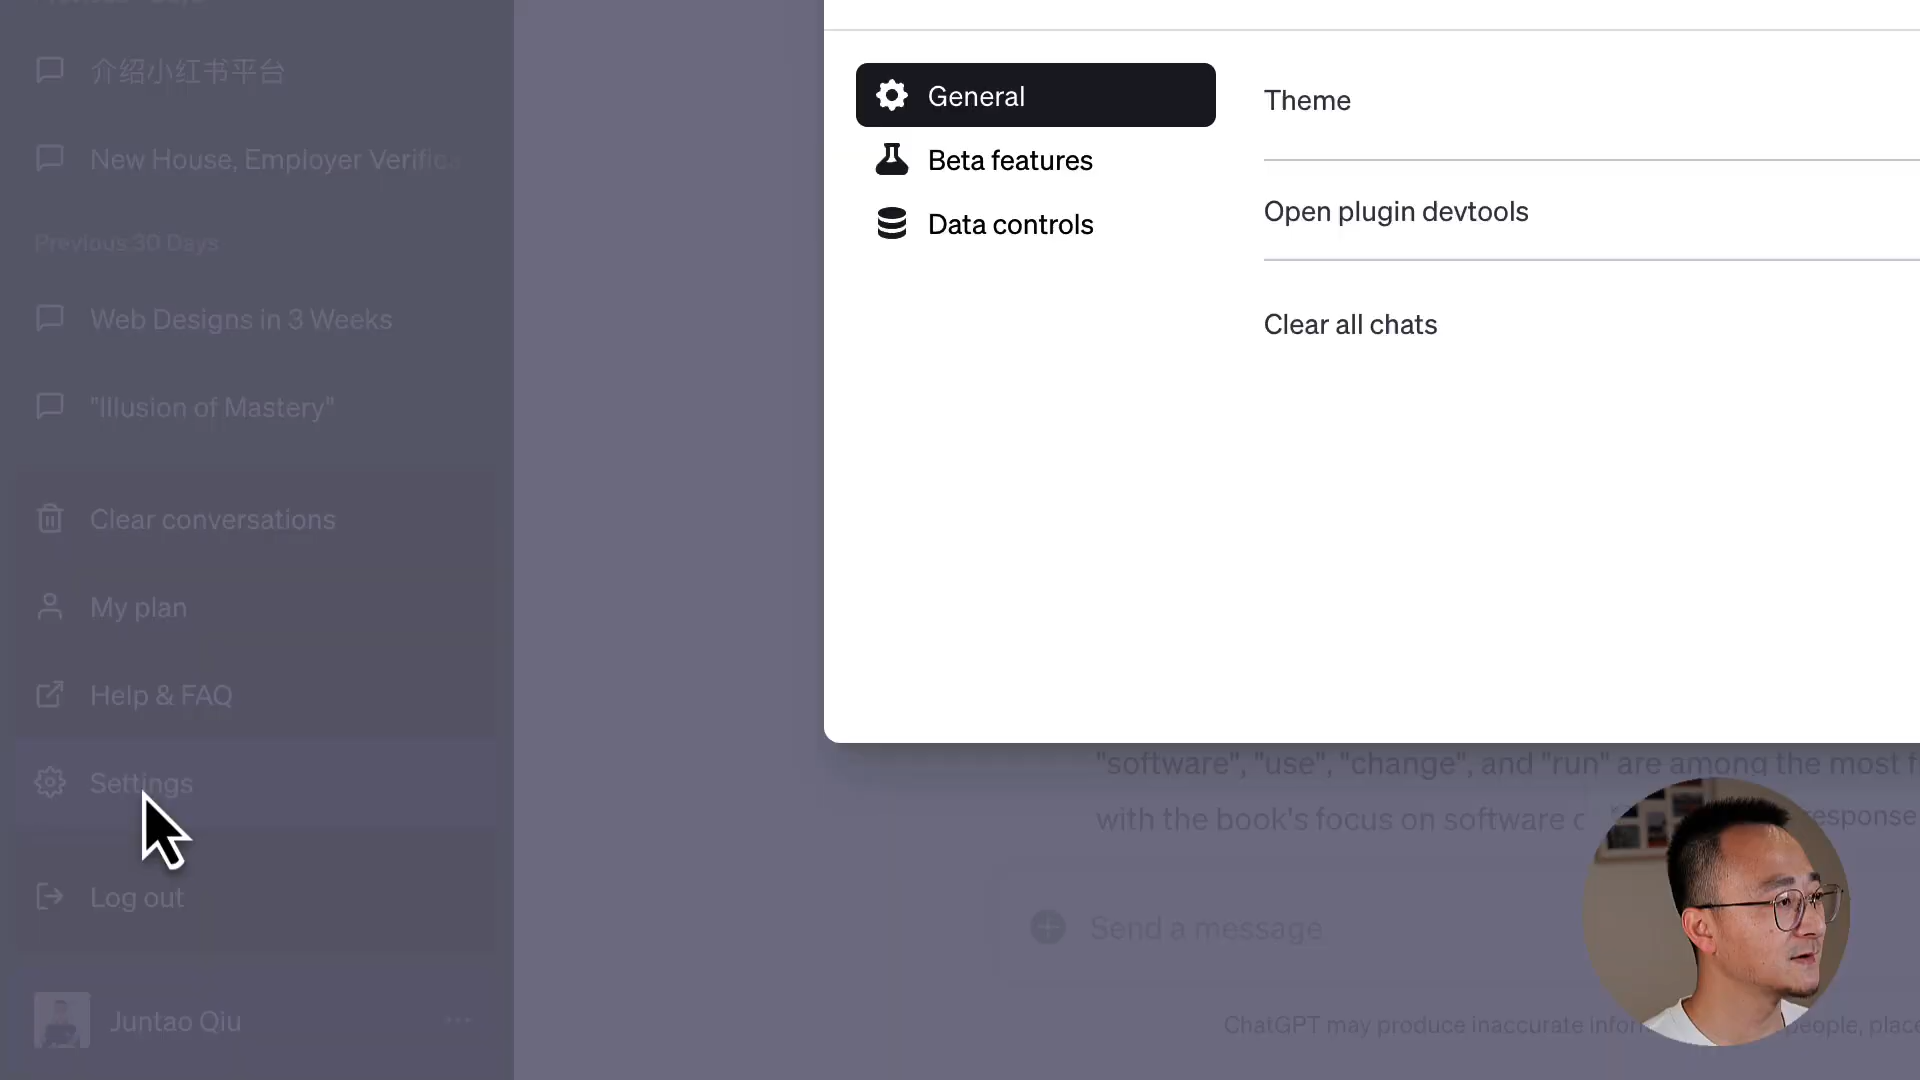 介绍小红书平台
New House, Employer Verifica
Previous 30 Days
Web Designs in 3 Weeks
"Illusion of Mastery"
Clear conversations
My plan
Help & FAQ
Settings
Log out
Juntao Qiu
General
Beta features
Data controls
Theme
Open plugin devtools
Clear all chats
"software", "use", "change", and "run" are among the most f
with the book's focus on software
response
Send a message
ChatGPT may produce inaccurate people,